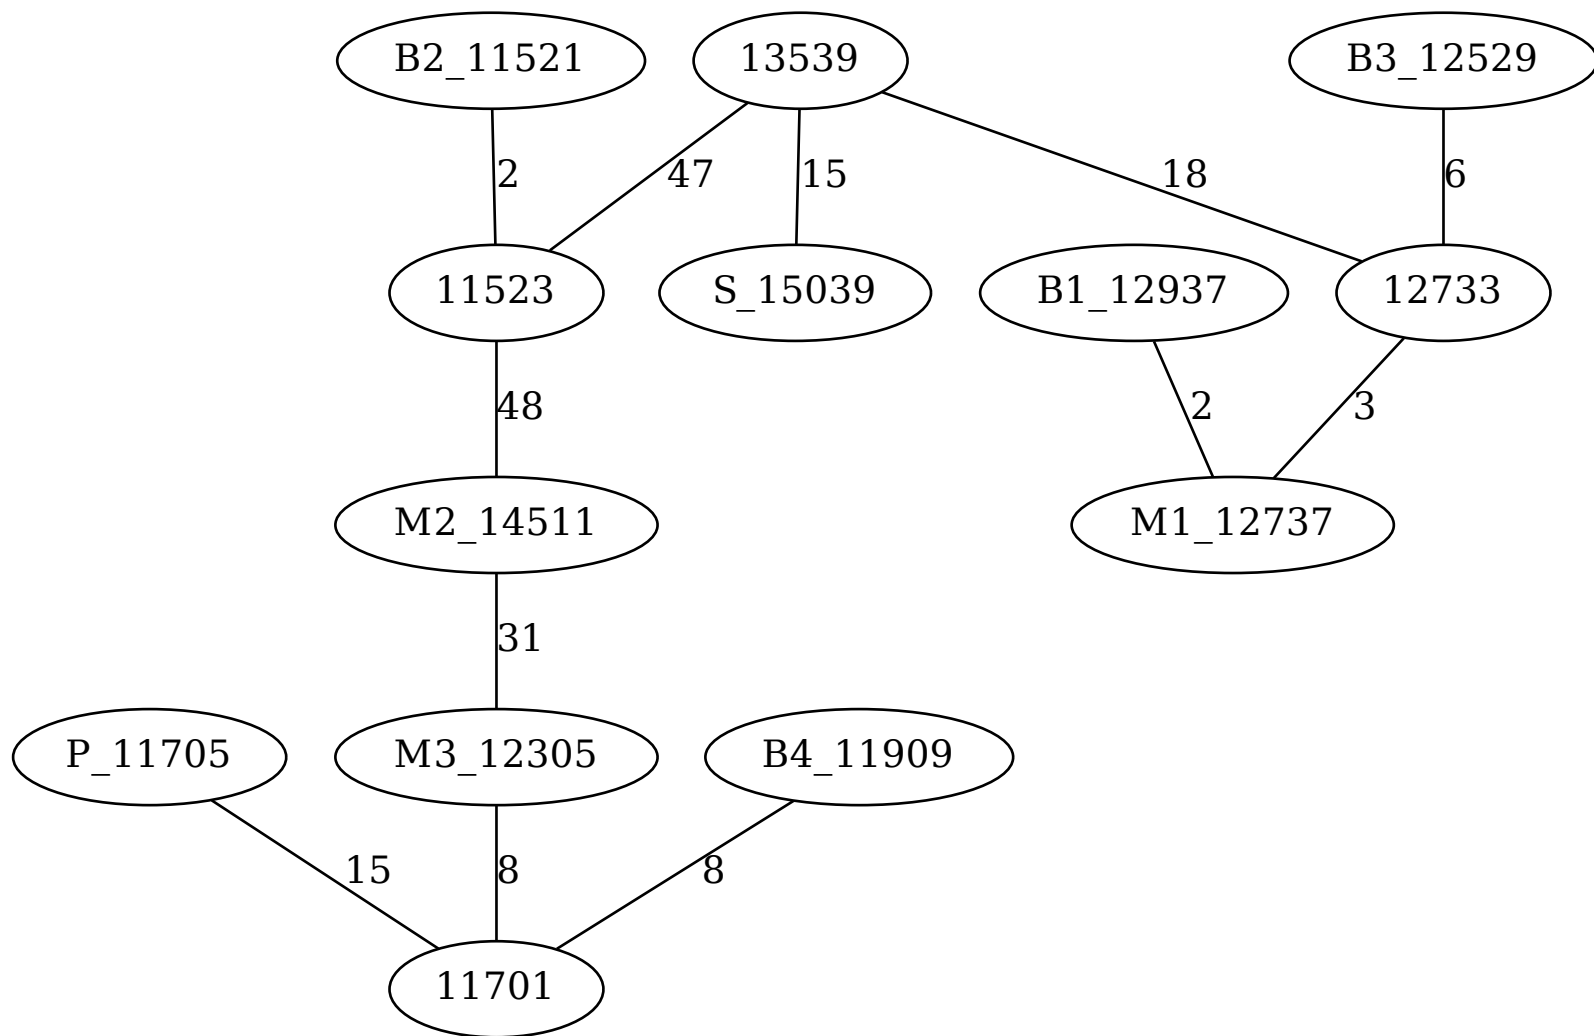 B2_11521 13539 B3_12529
2 47 15 18 6
11523 S_15039 B1_12937 12733
48 2 3
M2_14511 M1_12737
31
P_11705 M3_12305 B4_11909
15 8 8
11701